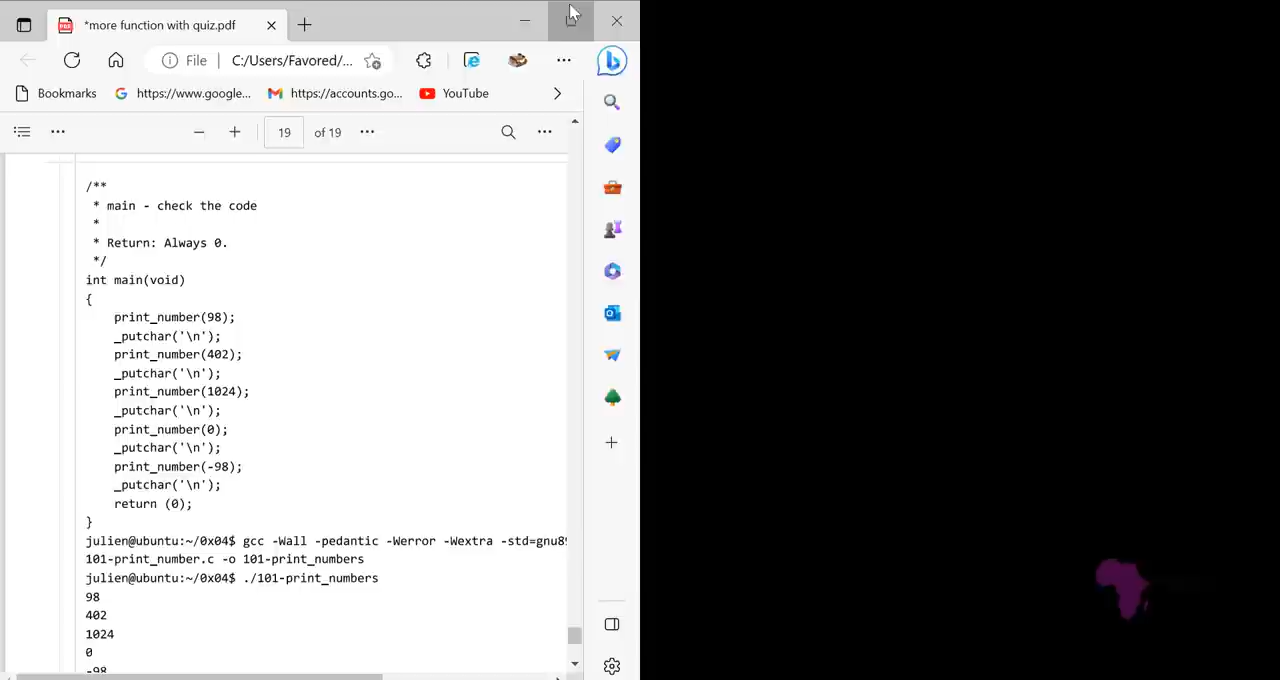 *more function with quiz.pdf
File
C:/Users/Favored/...
Bookmarks
https://www.google...
https://accounts.go...
YouTube
19 of 19
/**
* main - check the code
*
* Return: Always 0.
*/
int main(void)
{
print_number(98);
_putchar('\n');
print_number(402);
_putchar('\n');
print_number(1024);
_putchar('\n');
print_number(0);
_putchar('\n');
print_number(-98);
_putchar('\n');
return (0);
}
julien@ubuntu:~/0x04$ gcc -Wall -pedantic -Werror -Wextra -std=gnu89
101-print_number.c -o 101-print_numbers
julien@ubuntu:~/0x04$ ./101-print_numbers
98
402
1024
0
-98